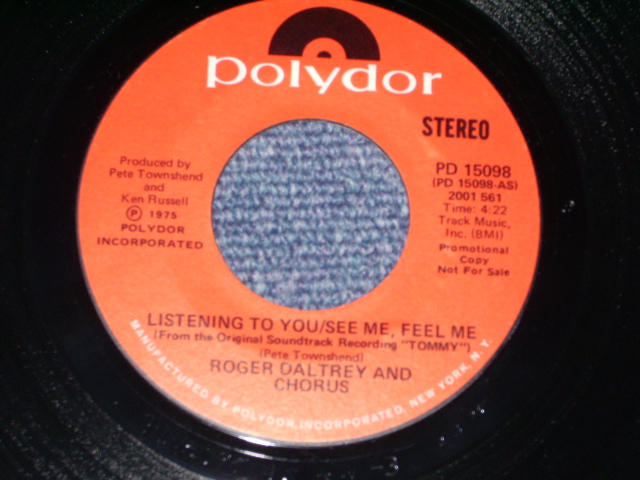 polydor
STEREO
Produced by
Pete Townshend
and
Ken Russell
Ⓟ 1975
POLYDOR
INCORPORATED
PD 15098
(PD 15098-AS)
2001 561
Time: 4:22
Track Music,
Inc. (BMI)
Promotional
Copy
Not For Sale
LISTENING TO YOU/SEE ME, FEEL ME
(From the Original Soundtrack Recording "TOMMY")
(Pete Townshend)
ROGER DALTREY AND
CHORUS
MANUFACTURED BY POLYDOR, INCORPORATED, NEW YORK, N.Y.